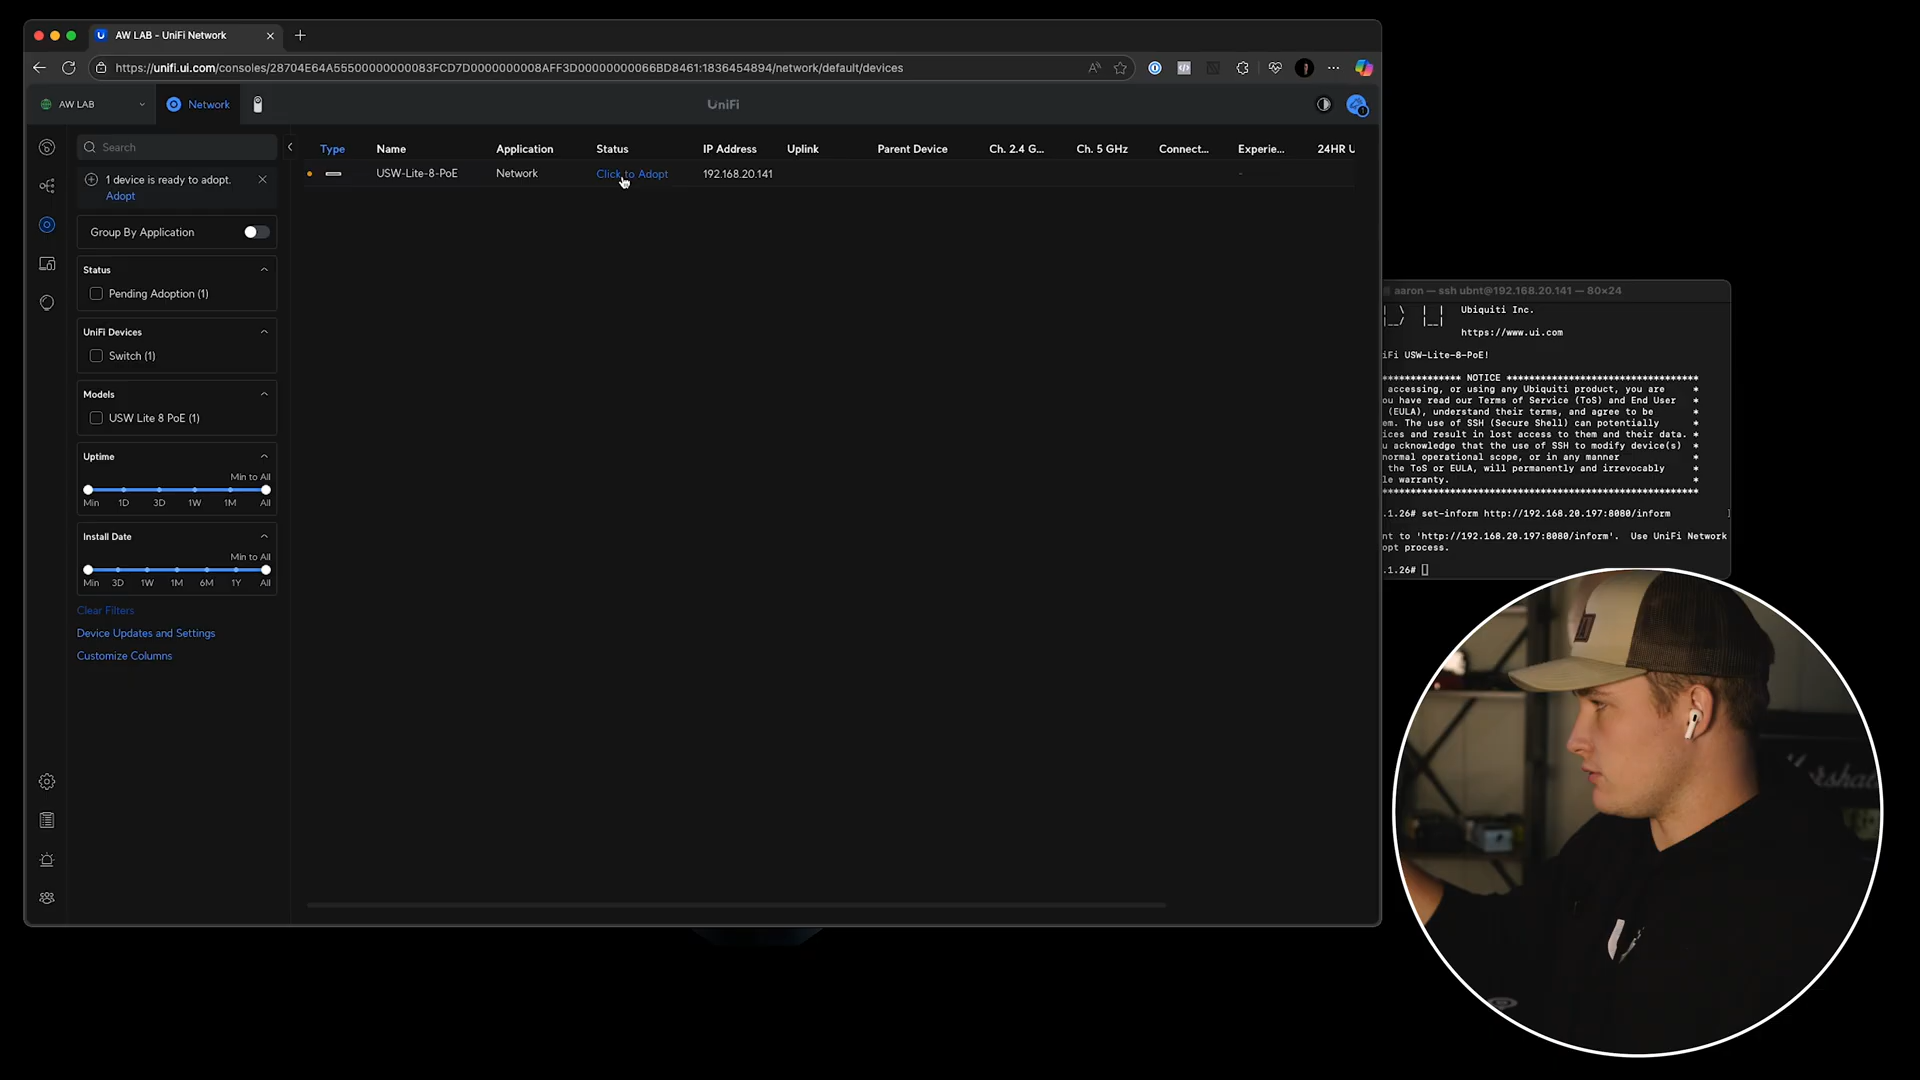 AW LAB - UniFi Network
https://unifi.ui.com/consoles/28704E64A55500000000083FCD7D0000000008AFF3D00000000066BD8461:1836454894/network/default/devices
AW LAB
Network
UniFi
1
Search
1 device is ready to adopt.
Adopt
Group By Application
Status
Pending Adoption (1)
UniFi Devices
Switch (1)
Models
USW Lite 8 PoE (1)
Uptime
Min to All
Min 1D 3D 1W 1M All
Install Date
Min to All
Min 3D 1W 1M 6M 1Y All
Clear Filters
Device Updates and Settings
Customize Columns
Type Name Application Status IP Address Uplink Parent Device Ch. 2.4 G... Ch. 5 GHz Connect... Experie... 24HR U
USW-Lite-8-PoE Network Click to Adopt 192.168.20.141 -
aaron — ssh ubnt@192.168.20.141 — 80×24
| \ | | Ubiquiti Inc.
|__/ |__|
https://www.ui.com
iFi USW-Lite-8-PoE!
************** NOTICE **********************************
accessing, or using any Ubiquiti product, you are *
ou have read our Terms of Service (ToS) and End User *
(EULA), understand their terms, and agree to be *
em. The use of SSH (Secure Shell) can potentially *
ices and result in lost access to them and their data. *
u acknowledge that the use of SSH to modify device(s) *
normal operational scope, or in any manner *
the ToS or EULA, will permanently and irrevocably *
le warranty. *
********************************************************
.1.26# set-inform http://192.168.20.197:8080/inform
nt to 'http://192.168.20.197:8080/inform'. Use UniFi Network
opt process.
.1.26#
Marshall